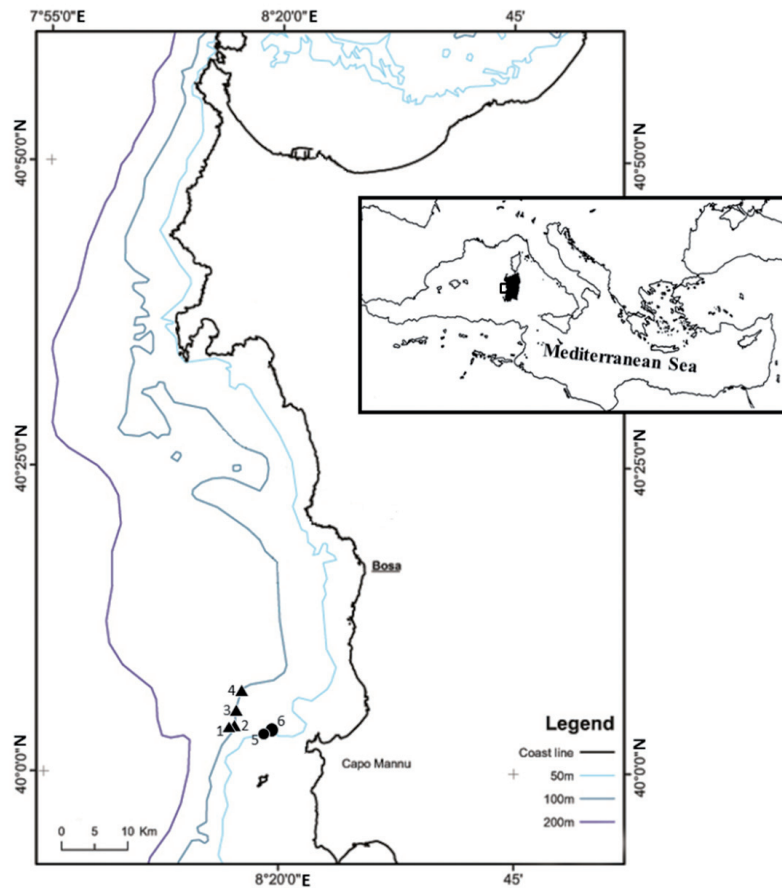 7°55'0"E
8°20'0"E
45'
40°50'0"N
40°50'0"N
Mediterranean Sea
40°25'0"N
40°25'0"N
Bosa
4
3
1
2
5
6
Legend
Coast line
50m
100m
200m
Capo Mannu
40°0'0"N
40°0'0"N
0 5 10 Km
8°20'0"E
45'